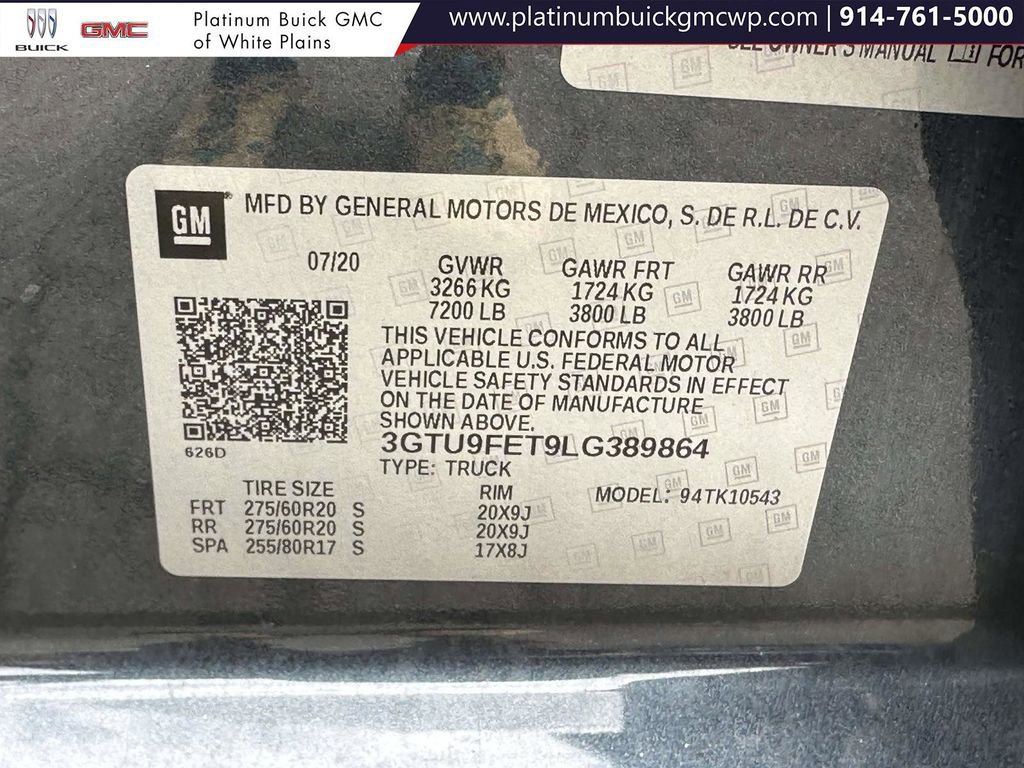 BUICK
GMC
Platinum Buick GMC
of White Plains
www.platinumbuickgmcwp.com | 914-761-5000
SEE OWNER'S MANUAL FOR
GM
MFD BY GENERAL MOTORS DE MEXICO, S. DE R.L. DE C.V.
07/20
GVWR GAWR FRT GAWR RR
3266 KG 1724 KG 1724 KG
7200 LB 3800 LB 3800 LB
THIS VEHICLE CONFORMS TO ALL
APPLICABLE U.S. FEDERAL MOTOR
VEHICLE SAFETY STANDARDS IN EFFECT
ON THE DATE OF MANUFACTURE
SHOWN ABOVE.
626D
3GTU9FET9LG389864
TYPE: TRUCK
TIRE SIZE RIM MODEL: 94TK10543
FRT 275/60R20 S 20X9J
RR 275/60R20 S 20X9J
SPA 255/80R17 S 17X8J